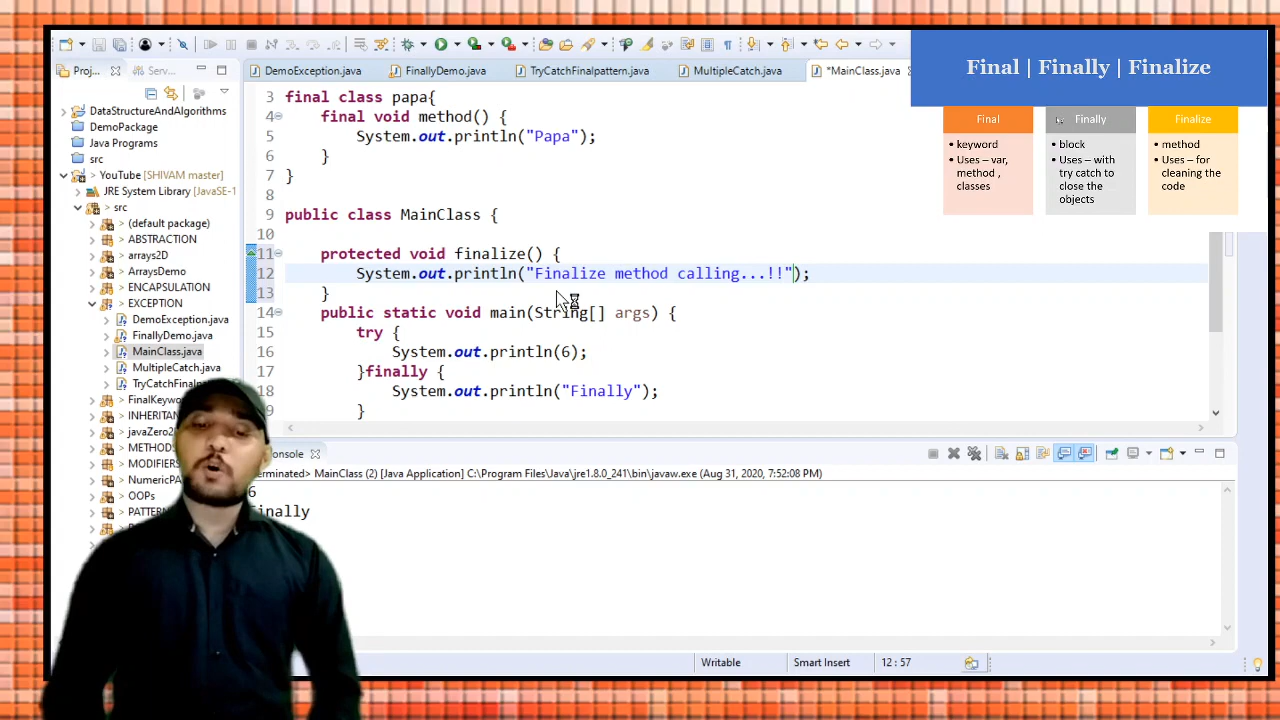 Proj...
Serv...
DemoException.java
FinallyDemo.java
TryCatchFinalpattern.java
MultipleCatch.java
*MainClass.java
DataStructureAndAlgorithms
DemoPackage
Java Programs
src
YouTube [SHIVAM master]
JRE System Library [JavaSE-1
src
(default package)
ABSTRACTION
arrays2D
ArraysDemo
ENCAPSULATION
EXCEPTION
DemoException.java
FinallyDemo.java
MainClass.java
MultipleCatch.java
TryCatchFinalp
FinalKeywo
INHERIT
javaZero2
METHOD
MODIFIERS
NumericPA
OOPs
PATTER
3 final class papa{
4 final void method() {
5 System.out.println("Papa");
6 }
7 }
8
9 public class MainClass {
10
11 protected void finalize() {
12 System.out.println("Finalize method calling...!!");
13 }
14 public static void main(String[] args) {
15 try {
16 System.out.println(6);
17 }finally {
18 System.out.println("Finally");
9 }
Final | Finally | Finalize
Final
• keyword
• Uses – var,
method ,
classes
Finally
• block
• Uses – with
try catch to
close the
objects
Finalize
• method
• Uses – for
cleaning the
code
onsole
erminated> MainClass (2) [Java Application] C:\Program Files\Java\jre1.8.0_241\bin\javaw.exe (Aug 31, 2020, 7:52:08 PM)
6
inally
Writable
Smart Insert
12 : 57